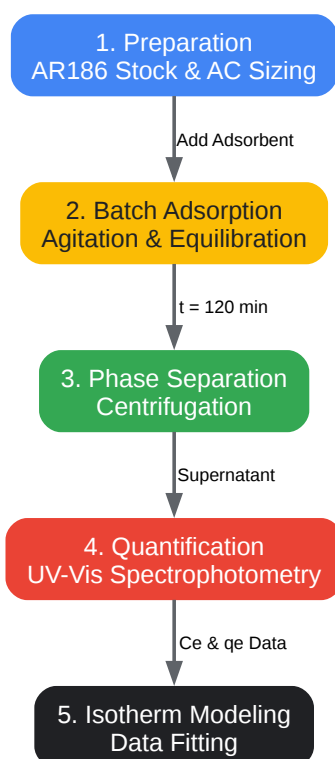 1. Preparation
AR186 Stock & AC Sizing
Add Adsorbent
2. Batch Adsorption
Agitation & Equilibration
t = 120 min
3. Phase Separation
Centrifugation
Supernatant
4. Quantification
UV-Vis Spectrophotometry
Ce & qe Data
5. Isotherm Modeling
Data Fitting